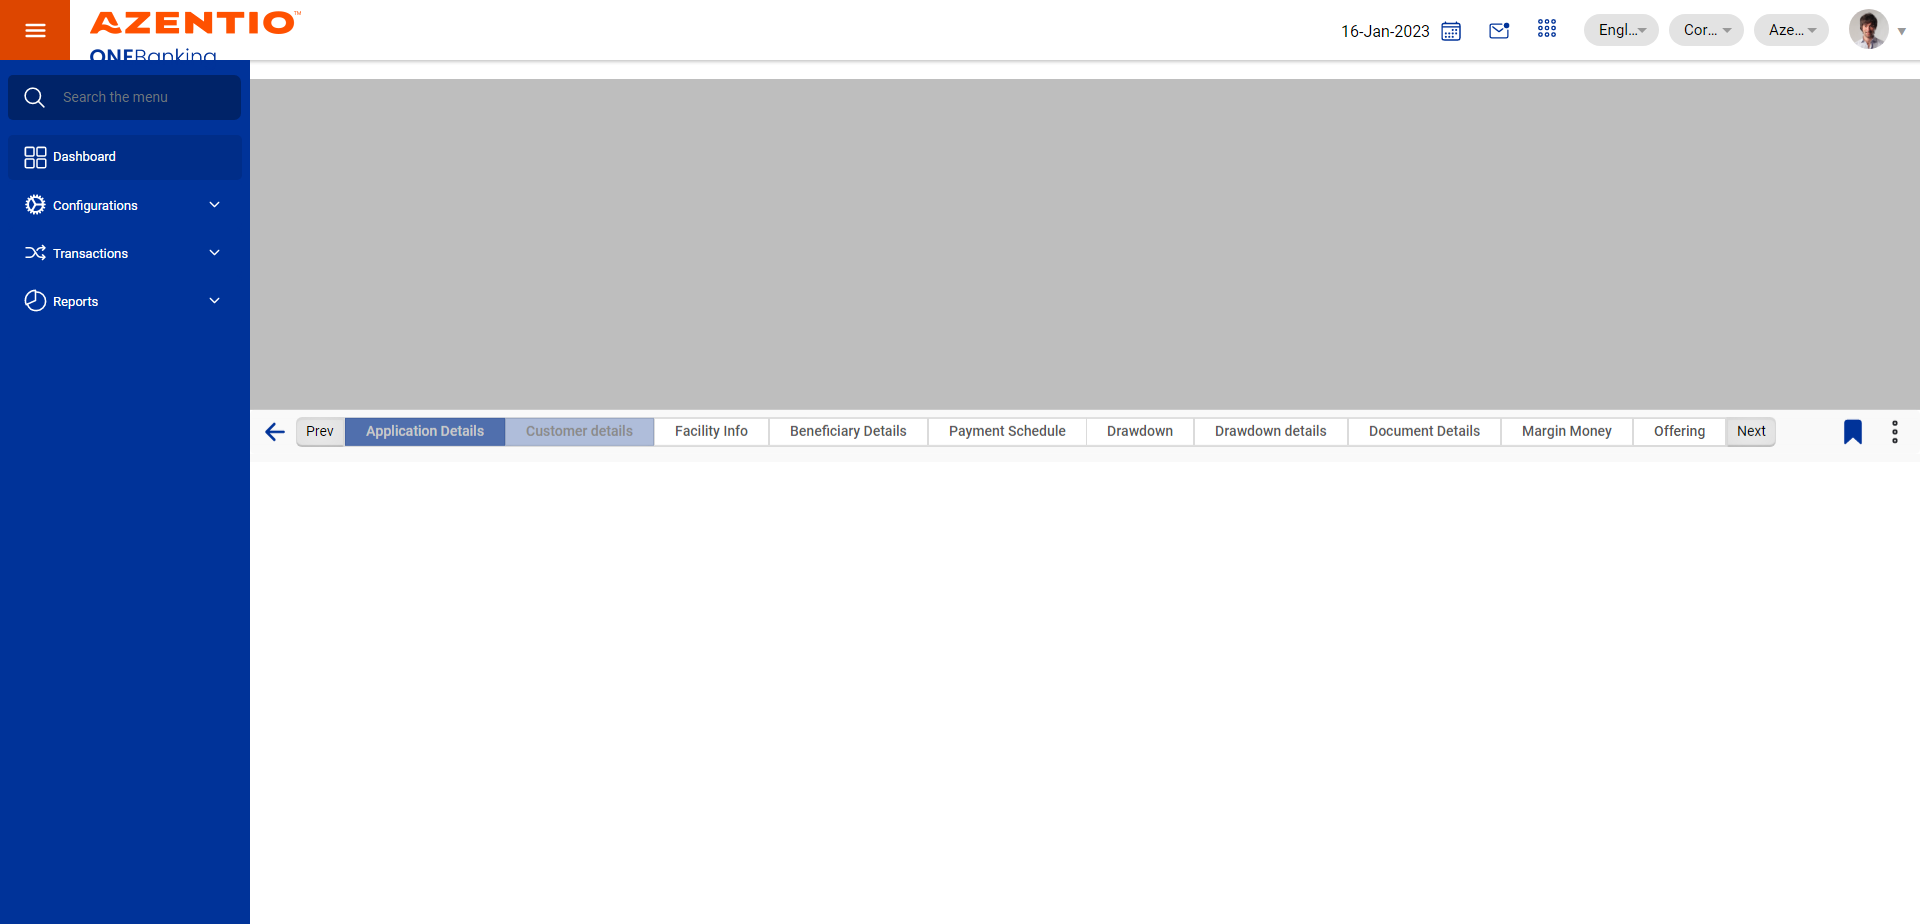 AZENTIO™
ONEBanking
16-Jan-2023
Engl...
Cor...
Aze...
Search the menu
Dashboard
Configurations
Transactions
Reports
Prev
Application Details
Customer details
Facility Info
Beneficiary Details
Payment Schedule
Drawdown
Drawdown details
Document Details
Margin Money
Offering
Next